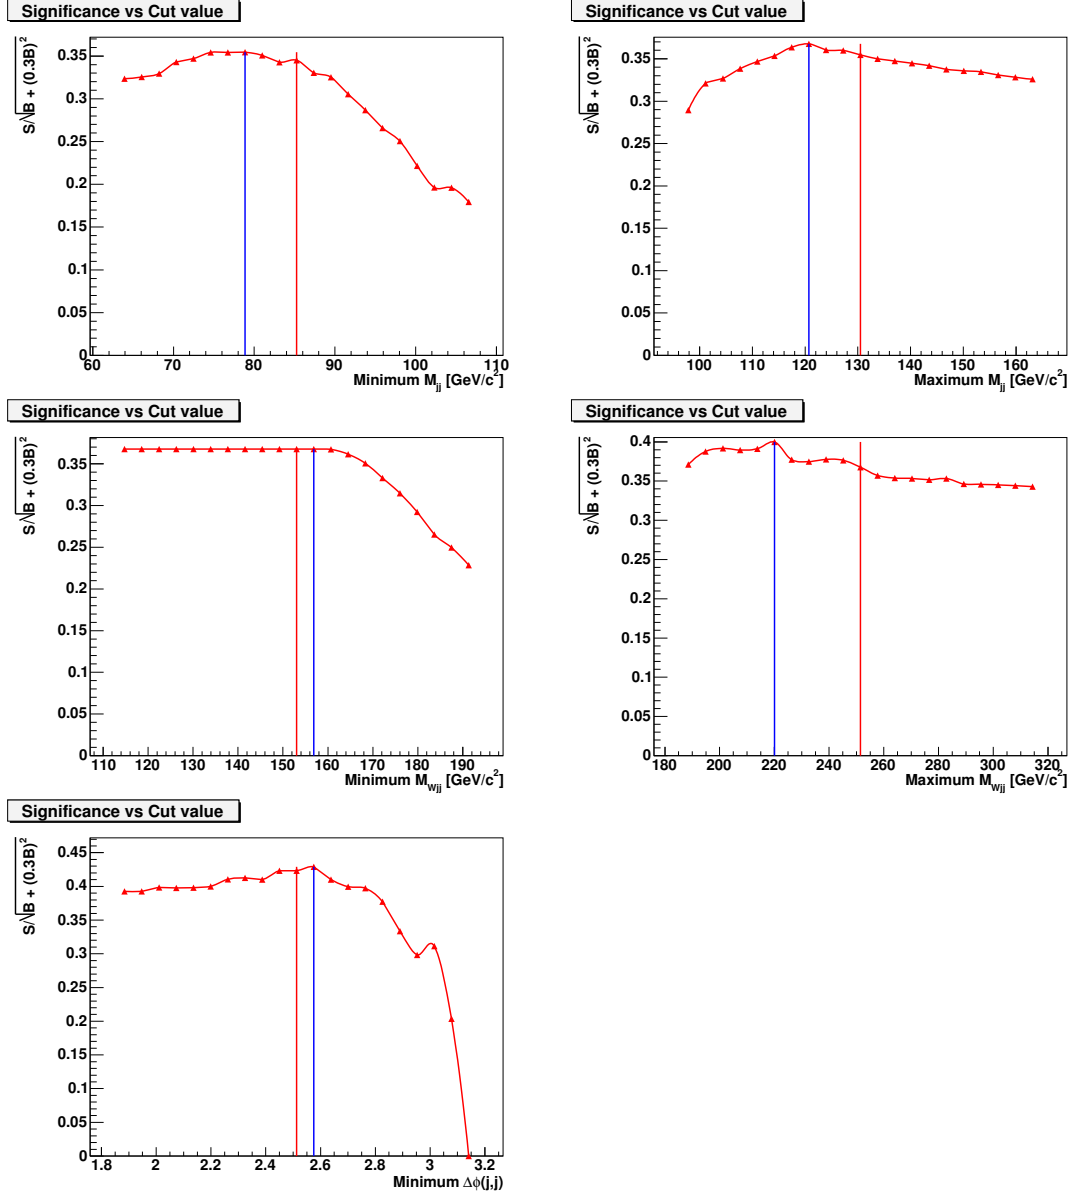 Significance vs Cut value
S/√B + (0.3B)²
0.35
0.3
0.25
0.2
0.15
0.1
0.05
0
60 70 80 90 100 110
Minimum M_jj [GeV/c²]
Significance vs Cut value
S/√B + (0.3B)²
0.35
0.3
0.25
0.2
0.15
0.1
0.05
0
100 110 120 130 140 150 160
Maximum M_jj [GeV/c²]
Significance vs Cut value
S/√B + (0.3B)²
0.35
0.3
0.25
0.2
0.15
0.1
0.05
0
110 120 130 140 150 160 170 180 190
Minimum M_Wjj [GeV/c²]
Significance vs Cut value
S/√B + (0.3B)²
0.4
0.35
0.3
0.25
0.2
0.15
0.1
0.05
0
180 200 220 240 260 280 300 320
Maximum M_Wjj [GeV/c²]
Significance vs Cut value
S/√B + (0.3B)²
0.45
0.4
0.35
0.3
0.25
0.2
0.15
0.1
0.05
0
1.8 2 2.2 2.4 2.6 2.8 3 3.2
Minimum Δϕ(j,j)